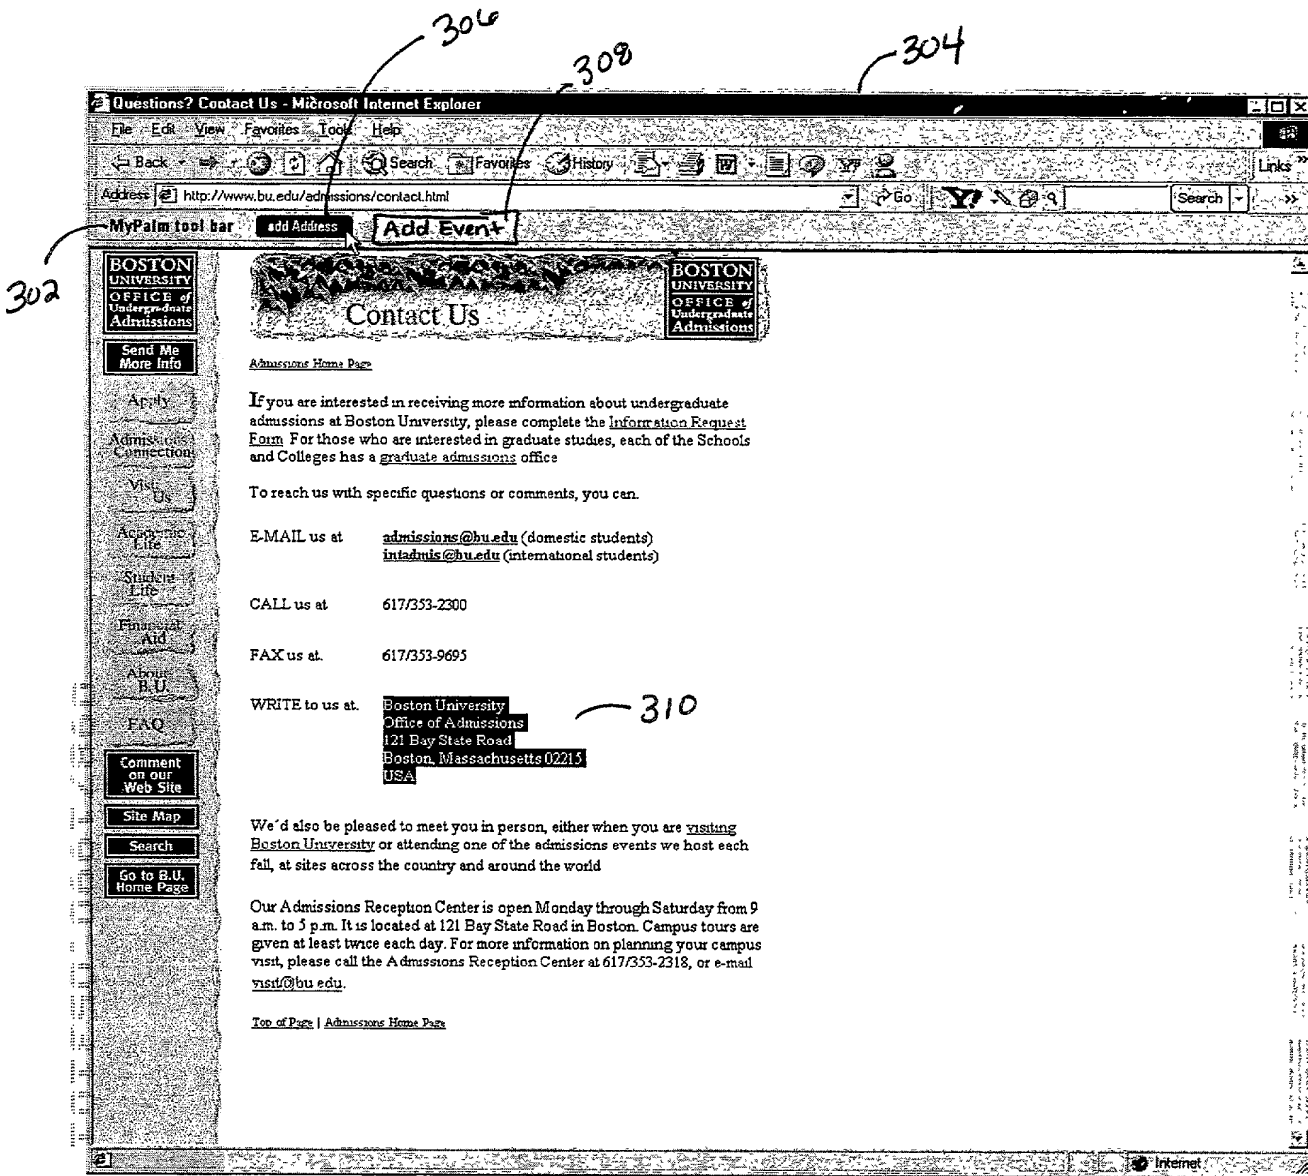 306
308
304
Questions? Contact Us - Microsoft Internet Explorer
File Edit View Favorites Tools Help
Back Search Favorites History Links »
Address http://www.bu.edu/admissions/contact.html Go Y! Search »
MyPalm tool bar add Address Add Event
302
BOSTON
UNIVERSITY
OFFICE of
Undergraduate
Admissions
Send Me
More Info
Apply
Admissions
Connection
Visit
Us
Academic
Life
Student
Life
Financial
Aid
About
B.U.
FAQ
Comment
on our
Web Site
Site Map
Search
Go to B.U.
Home Page
Contact Us
BOSTON
UNIVERSITY
OFFICE of
Undergraduate
Admissions
Admissions Home Page
If you are interested in receiving more information about undergraduate
admissions at Boston University, please complete the Information Request
Form For those who are interested in graduate studies, each of the Schools
and Colleges has a graduate admissions office
To reach us with specific questions or comments, you can.
E-MAIL us at admissions@bu.edu (domestic students)
intadmis@bu.edu (international students)
CALL us at 617/353-2300
FAX us at. 617/353-9695
WRITE to us at. Boston University
Office of Admissions
121 Bay State Road
Boston, Massachusetts 02215
USA
310
We'd also be pleased to meet you in person, either when you are visiting
Boston University or attending one of the admissions events we host each
fall, at sites across the country and around the world
Our Admissions Reception Center is open Monday through Saturday from 9
a.m. to 5 p.m. It is located at 121 Bay State Road in Boston. Campus tours are
given at least twice each day. For more information on planning your campus
visit, please call the Admissions Reception Center at 617/353-2318, or e-mail
visit@bu edu.
Top of Page | Admissions Home Page
Internet